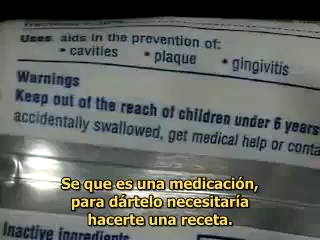 Uses aids in the prevention of:
• cavities • plaque • gingivitis
Warnings
Keep out of the reach of children under 6 years
accidentally swallowed, get medical help or conta
Se que es una medicación,
para dártelo necesitaría
hacerte una receta.
Inactive ingredients